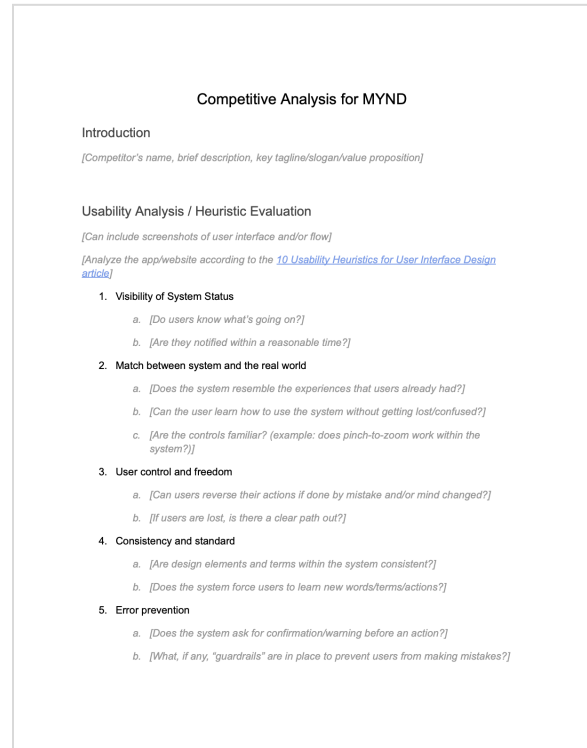 Competitive Analysis for MYND
Introduction
[Competitor's name, brief description, key tagline/slogan/value proposition]
Usability Analysis / Heuristic Evaluation
[Can include screenshots of user interface and/or flow]
[Analyze the app/website according to the 10 Usability Heuristics for User Interface Design
article]
1. Visibility of System Status
a. [Do users know what's going on?]
b. [Are they notified within a reasonable time?]
2. Match between system and the real world
a. [Does the system resemble the experiences that users already had?]
b. [Can the user learn how to use the system without getting lost/confused?]
c. [Are the controls familiar? (example: does pinch-to-zoom work within the
system?)]
3. User control and freedom
a. [Can users reverse their actions if done by mistake and/or mind changed?]
b. [If users are lost, is there a clear path out?]
4. Consistency and standard
a. [Are design elements and terms within the system consistent?]
b. [Does the system force users to learn new words/terms/actions?]
5. Error prevention
a. [Does the system ask for confirmation/warning before an action?]
b. [What, if any, “guardrails” are in place to prevent users from making mistakes?]